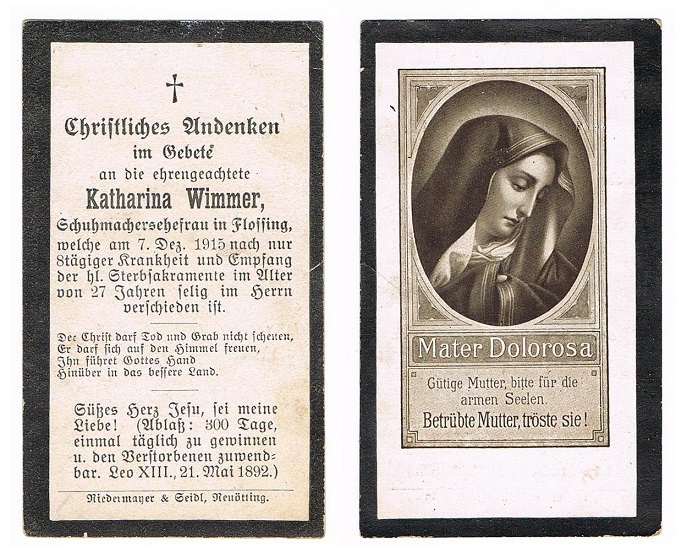 Christliches Andenken
im Gebete
an die ehrengeachtete
Katharina Wimmer,
Schuhmachersehefrau in Flossing,
welche am 7. Dez. 1915 nach nur
8tägiger Krankheit und Empfang
der hl. Sterbsakramente im Alter
von 27 Jahren selig im Herrn
verschieden ist.
Der Christ darf Tod und Grab nicht scheuen,
Er darf sich auf den Himmel freuen,
Ihn führet Gottes Hand
Hinüber in das bessere Land.
Süßes Herz Jesu, sei meine
Liebe! (Ablaß: 300 Tage,
einmal täglich zu gewinnen
u. den Verstorbenen zuwend-
bar. Leo XIII., 21. Mai 1892.)
Niedermayer & Seidl, Neuötting.
Mater Dolorosa
Gütige Mutter, bitte für die
armen Seelen.
Betrübte Mutter, tröste sie!